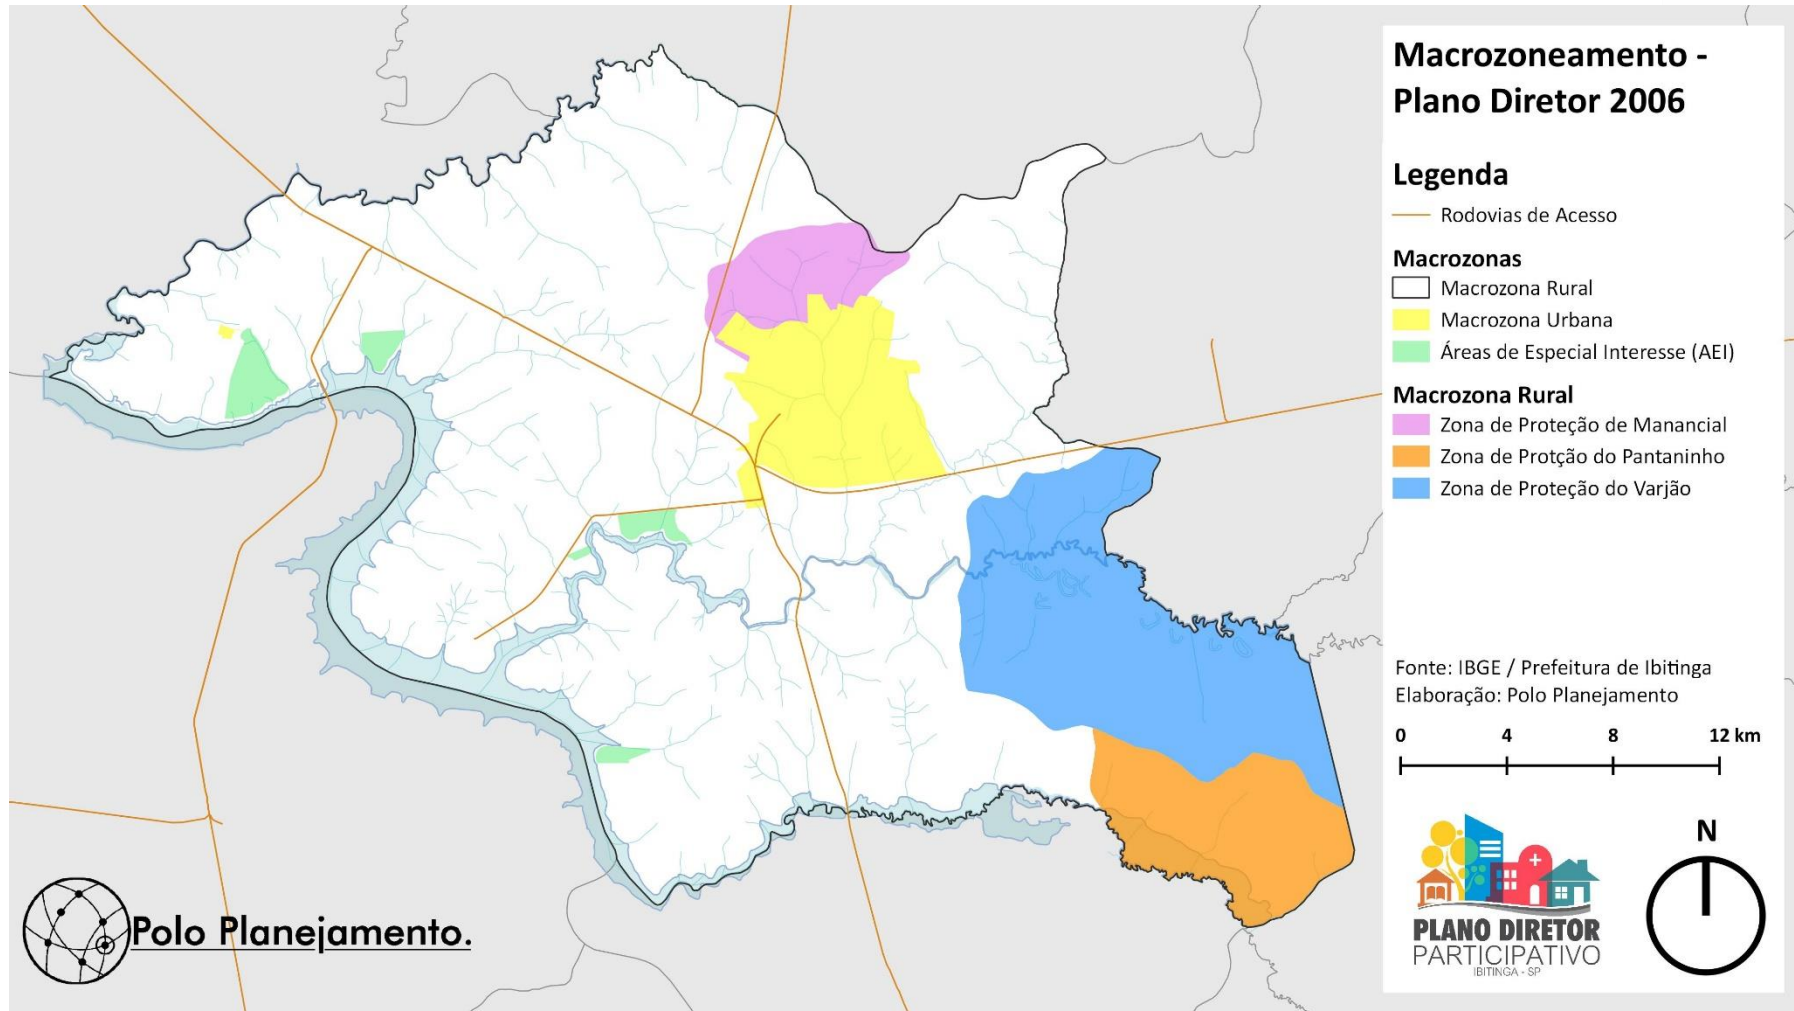 Macrozoneamento -
Plano Diretor 2006
Legenda
Rodovias de Acesso
Macrozonas
Macrozona Rural
Macrozona Urbana
Áreas de Especial Interesse (AEI)
Macrozona Rural
Zona de Proteção de Manancial
Zona de Protção do Pantaninho
Zona de Proteção do Varjão
Fonte: IBGE / Prefeitura de Ibitinga
Elaboração: Polo Planejamento
0 4 8 12 km
N
PLANO DIRETOR
PARTICIPATIVO
IBITINGA - SP
Polo Planejamento.